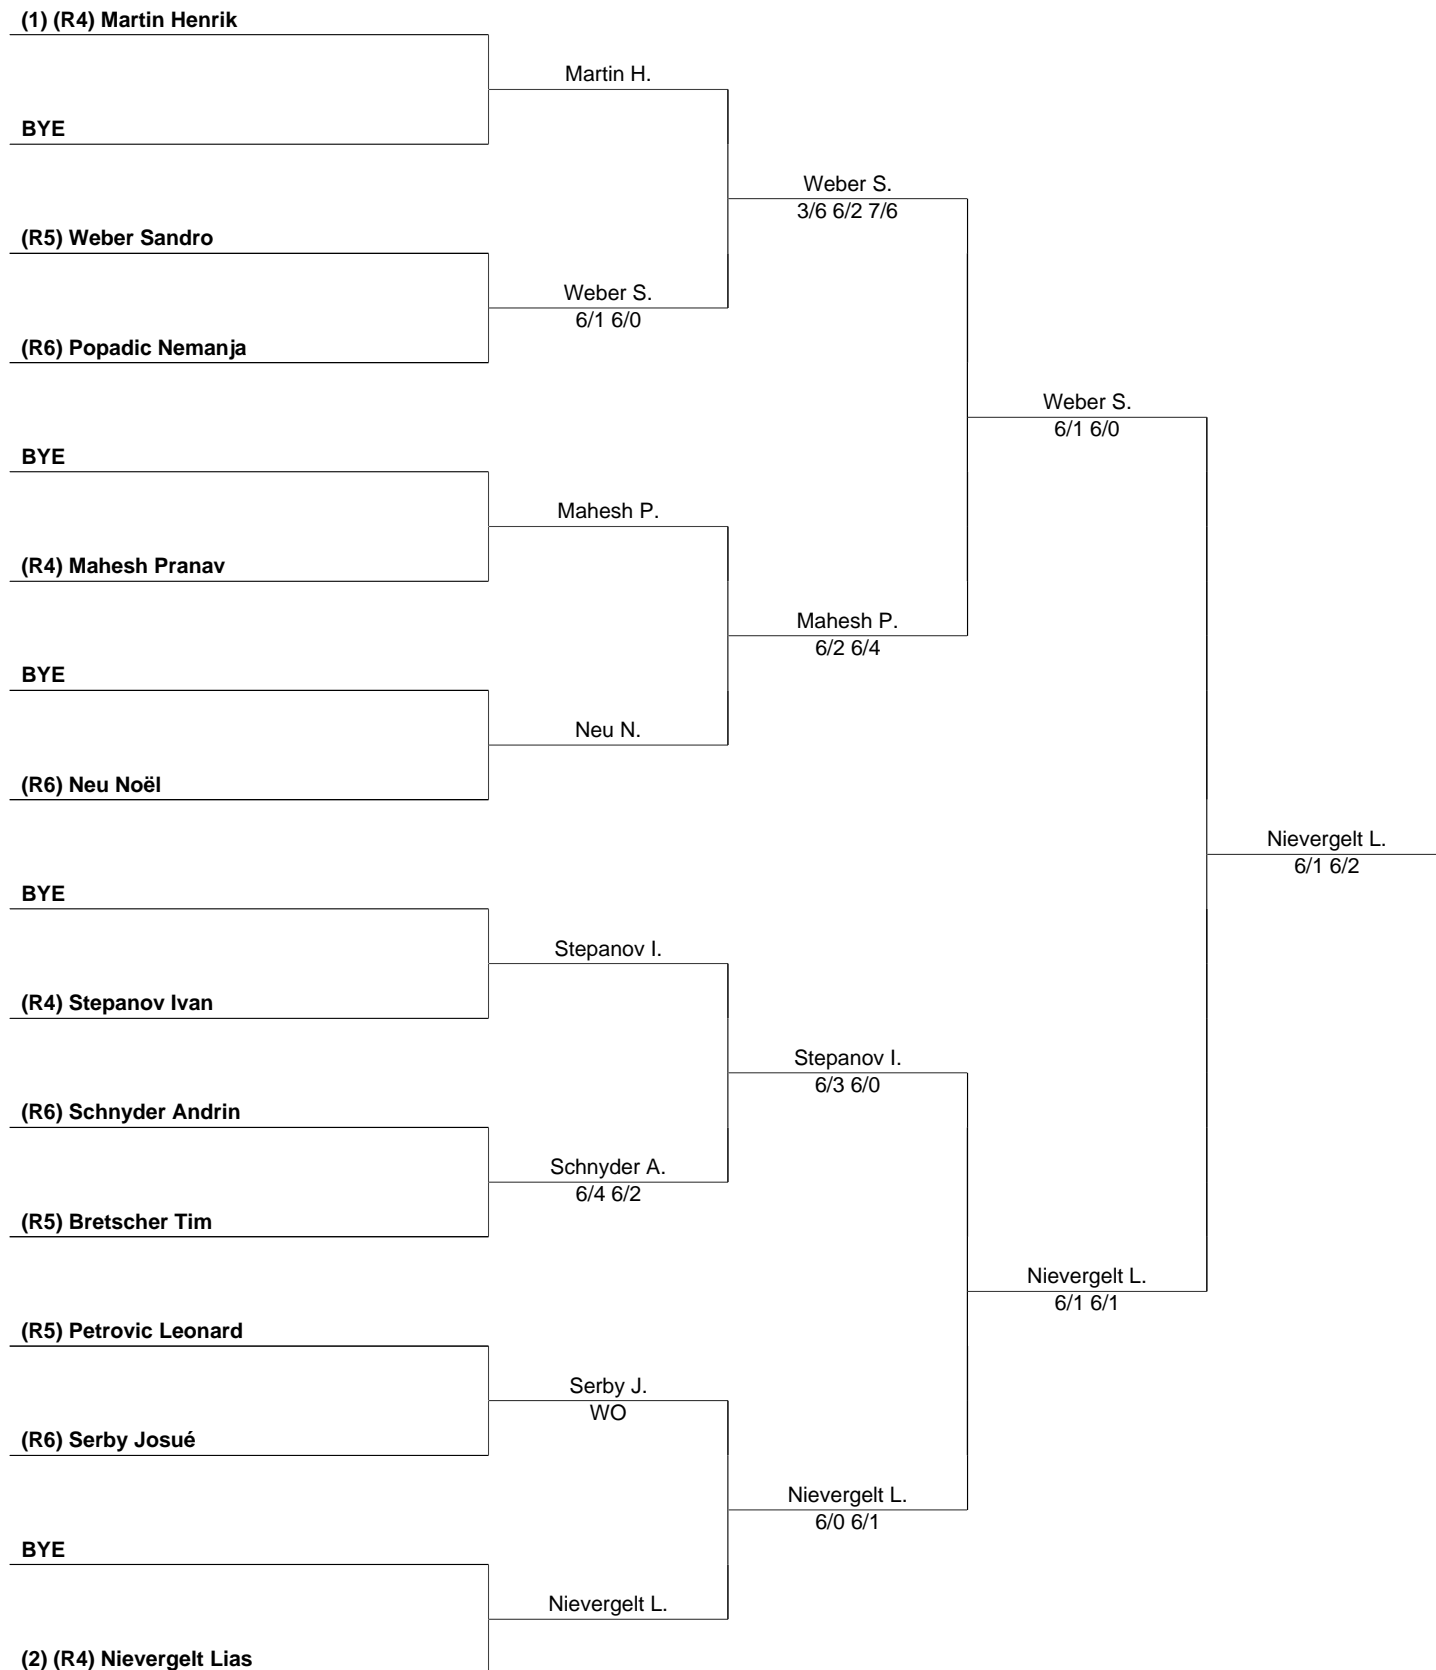 (1) (R4) Martin Henrik
Martin H.
BYE
Weber S.
3/6 6/2 7/6
(R5) Weber Sandro
Weber S.
6/1 6/0
(R6) Popadic Nemanja
Weber S.
6/1 6/0
BYE
Mahesh P.
(R4) Mahesh Pranav
Mahesh P.
6/2 6/4
BYE
Neu N.
(R6) Neu Noël
Nievergelt L.
6/1 6/2
BYE
Stepanov I.
(R4) Stepanov Ivan
Stepanov I.
6/3 6/0
(R6) Schnyder Andrin
Schnyder A.
6/4 6/2
(R5) Bretscher Tim
Nievergelt L.
6/1 6/1
(R5) Petrovic Leonard
Serby J.
WO
(R6) Serby Josué
Nievergelt L.
6/0 6/1
BYE
Nievergelt L.
(2) (R4) Nievergelt Lias